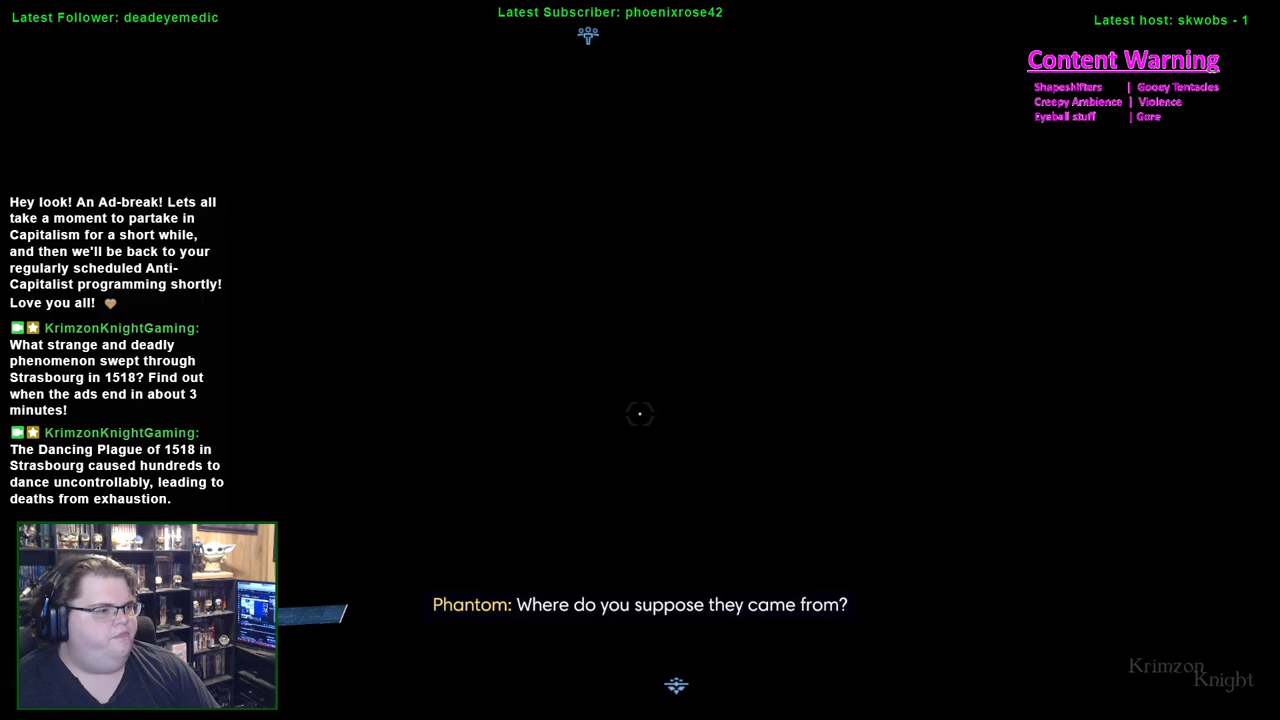 Latest Follower: deadeyemedic
Latest Subscriber: phoenixrose42
Latest host: skwobs - 1
Content Warning
Shapeshifters | Gooey Tentacles
Creepy Ambience | Violence
Eyeball stuff | Gore
Hey look! An Ad-break! Lets all
take a moment to partake in
Capitalism for a short while,
and then we'll be back to your
regularly scheduled Anti-
Capitalist programming shortly!
Love you all!
KrimzonKnightGaming:
What strange and deadly
phenomenon swept through
Strasbourg in 1518? Find out
when the ads end in about 3
minutes!
KrimzonKnightGaming:
The Dancing Plague of 1518 in
Strasbourg caused hundreds to
dance uncontrollably, leading to
deaths from exhaustion.
Phantom: Where do you suppose they came from?
Krimzon
Knight